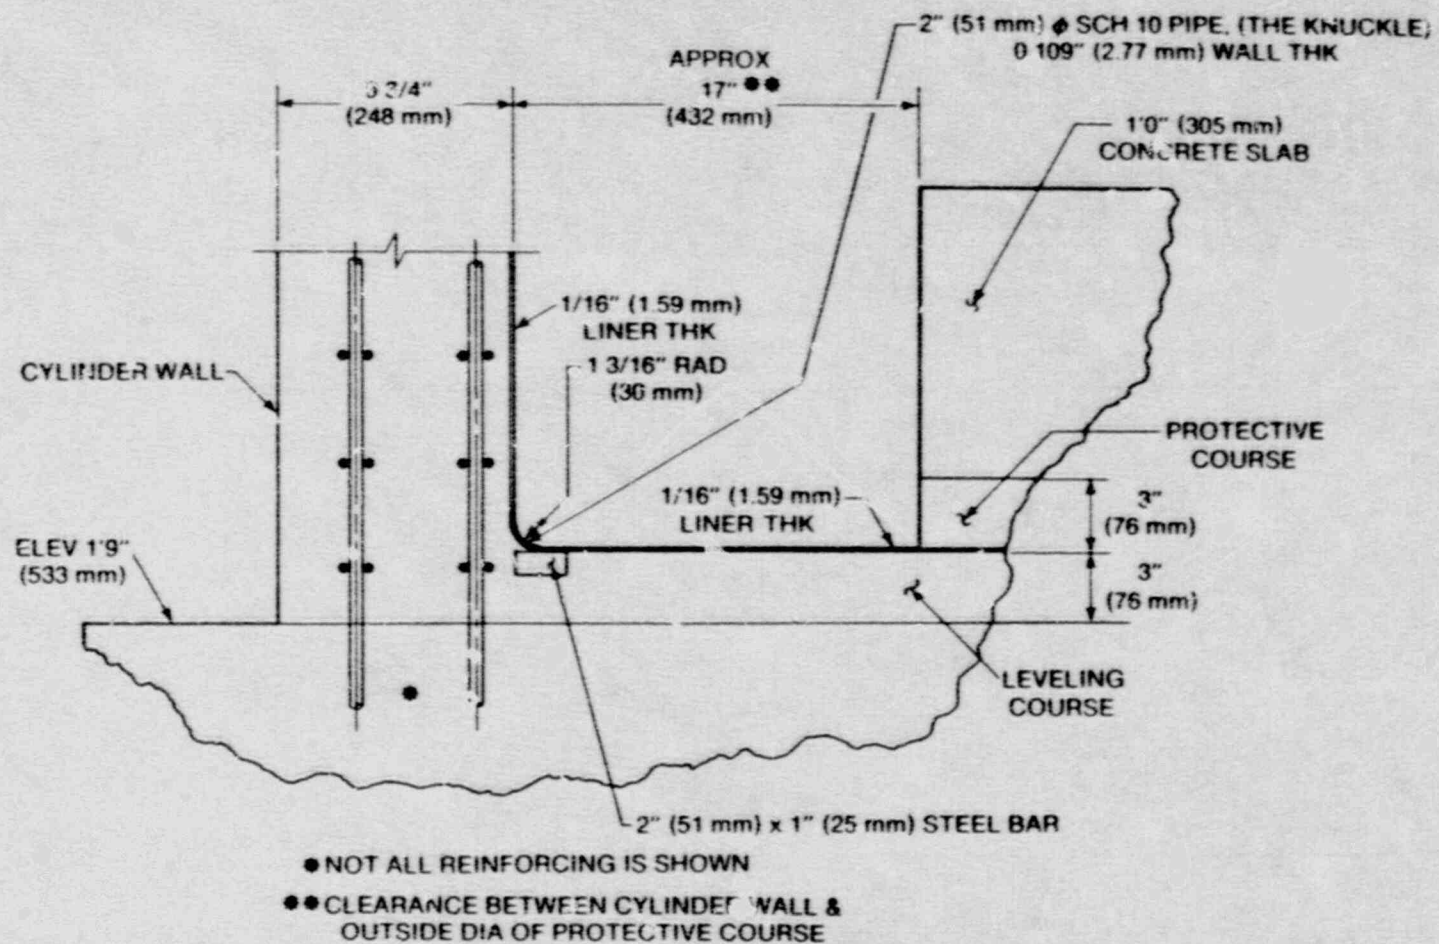 2" (51 mm) ϕ SCH 10 PIPE, (THE KNUCKLE)
0 109" (2.77 mm) WALL THK
APPROX
17" ●●
(432 mm)
3/4"
(248 mm)
1'0" (305 mm)
CONCRETE SLAB
1/16" (1.59 mm)
LINER THK
1 3/16" RAD
(30 mm)
CYLINDER WALL
PROTECTIVE
COURSE
1/16" (1.59 mm)
LINER THK
3"
(76 mm)
ELEV 1'9"
(533 mm)
3"
(76 mm)
LEVELING
COURSE
2" (51 mm) x 1" (25 mm) STEEL BAR
● NOT ALL REINFORCING IS SHOWN
●● CLEARANCE BETWEEN CYLINDER WALL &
OUTSIDE DIA OF PROTECTIVE COURSE